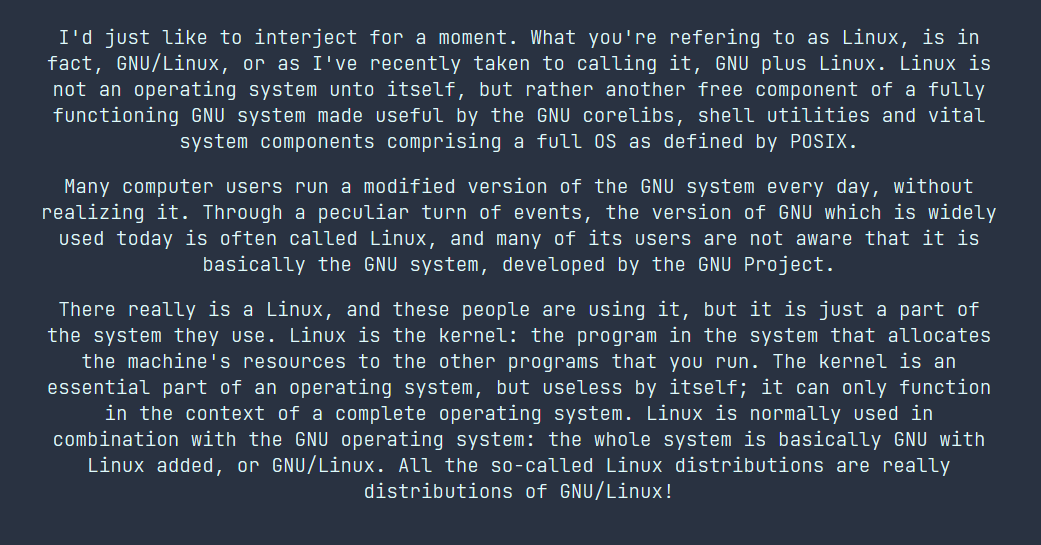 I'd just like to interject for a moment. What you're refering to as Linux, is in
fact, GNU/Linux, or as I've recently taken to calling it, GNU plus Linux. Linux is
not an operating system unto itself, but rather another free component of a fully
functioning GNU system made useful by the GNU corelibs, shell utilities and vital
system components comprising a full OS as defined by POSIX.
Many computer users run a modified version of the GNU system every day, without
realizing it. Through a peculiar turn of events, the version of GNU which is widely
used today is often called Linux, and many of its users are not aware that it is
basically the GNU system, developed by the GNU Project.
There really is a Linux, and these people are using it, but it is just a part of
the system they use. Linux is the kernel: the program in the system that allocates
the machine's resources to the other programs that you run. The kernel is an
essential part of an operating system, but useless by itself; it can only function
in the context of a complete operating system. Linux is normally used in
combination with the GNU operating system: the whole system is basically GNU with
Linux added, or GNU/Linux. All the so-called Linux distributions are really
distributions of GNU/Linux!